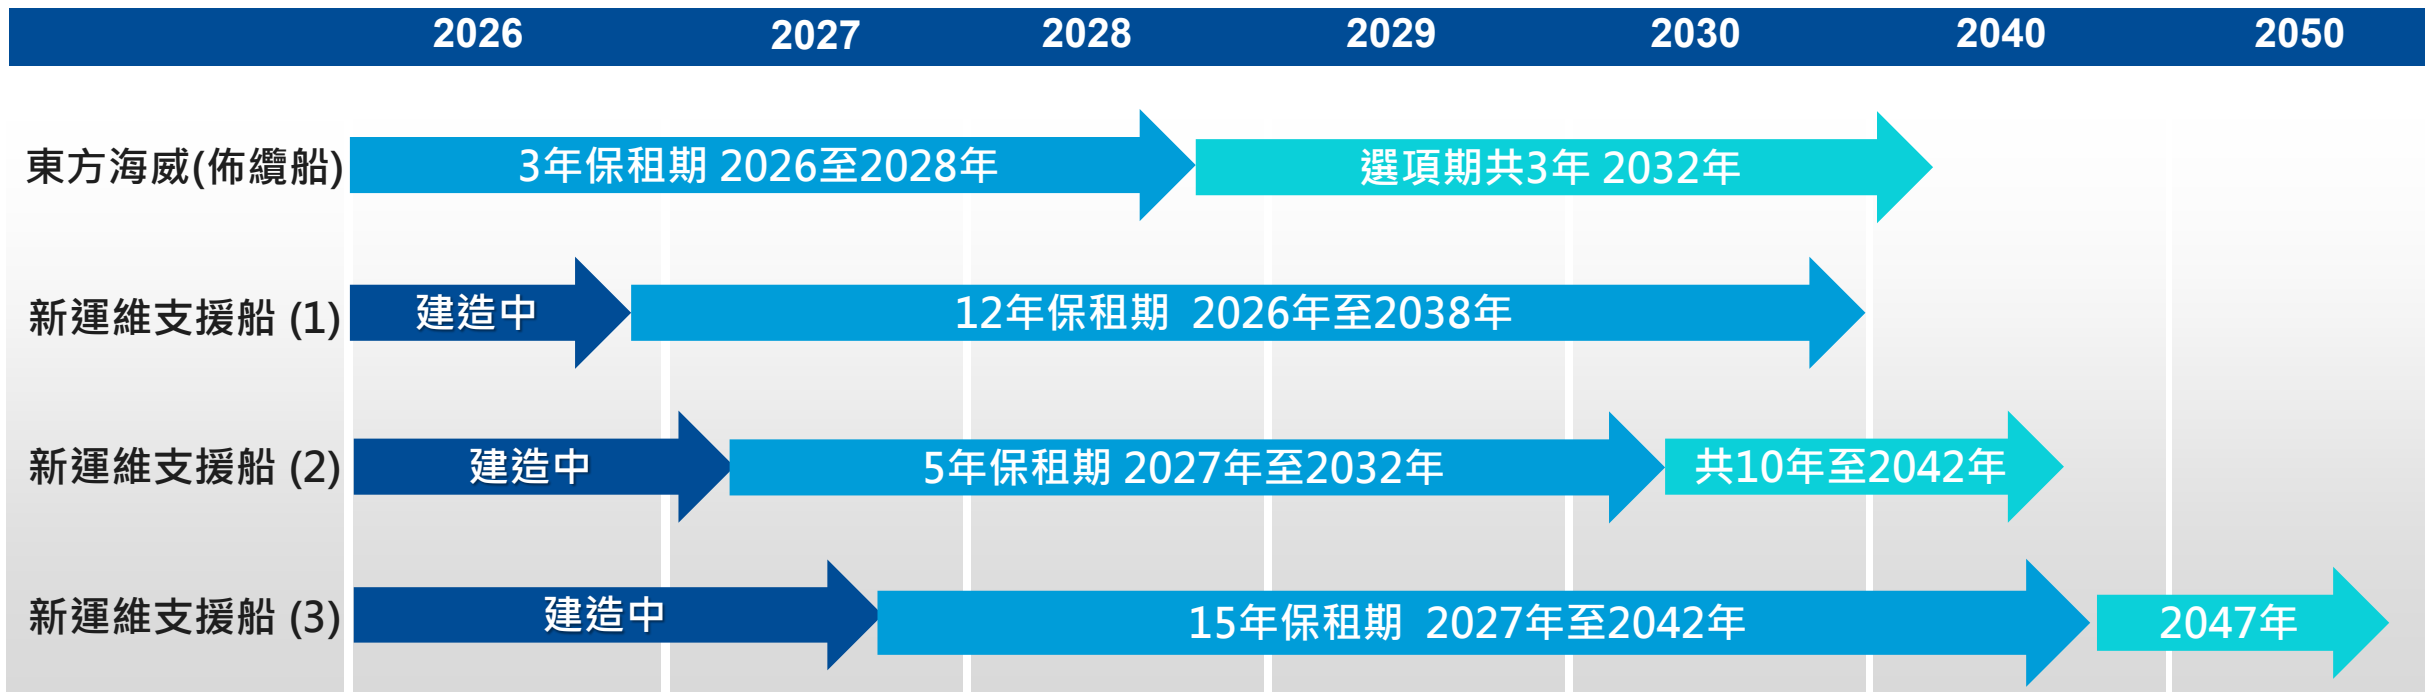 2026 2027 2028 2029 2030 2040 2050
東方海威(佈纜船) 3年保租期 2026至2028年 選項期共3年 2032年
新運維支援船 (1) 建造中 12年保租期 2026年至2038年
新運維支援船 (2) 建造中 5年保租期 2027年至2032年 共10年至2042年
新運維支援船 (3) 建造中 15年保租期 2027年至2042年 2047年